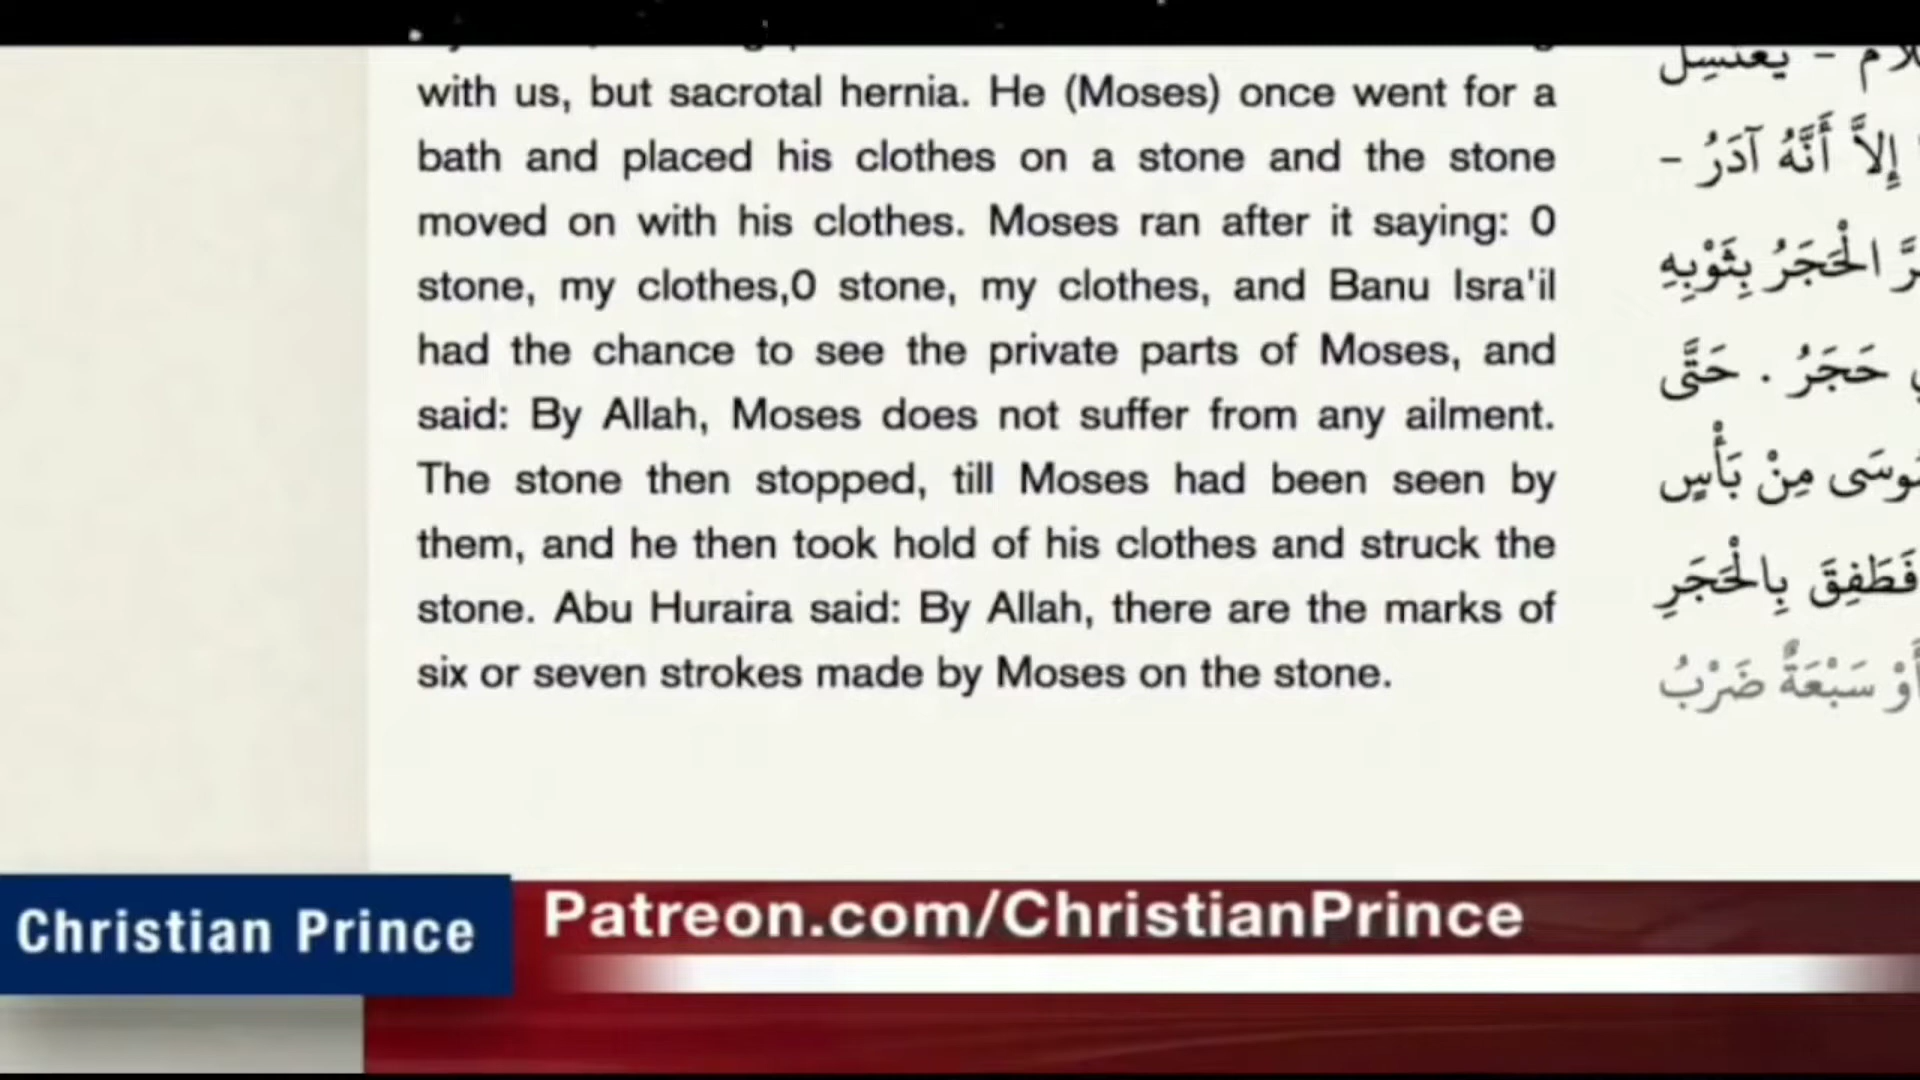 with us, but sacrotal hernia. He (Moses) once went for a
bath and placed his clothes on a stone and the stone
moved on with his clothes. Moses ran after it saying: 0
stone, my clothes,0 stone, my clothes, and Banu Isra'il
had the chance to see the private parts of Moses, and
said: By Allah, Moses does not suffer from any ailment.
The stone then stopped, till Moses had been seen by
them, and he then took hold of his clothes and struck the
stone. Abu Huraira said: By Allah, there are the marks of
six or seven strokes made by Moses on the stone.
يَغْتَسِلُ
إِلاَّ أَنَّهُ آدَرُ -
الْحَجَرُ بِثَوْبِهِ
حَجَرُ . حَتَّى
مِنْ بَأْسٍ
فَطَفِقَ بِالْحَجَرِ
أَوْ سَبْعَةٌ ضَرْبُ
Christian Prince
Patreon.com/ChristianPrince